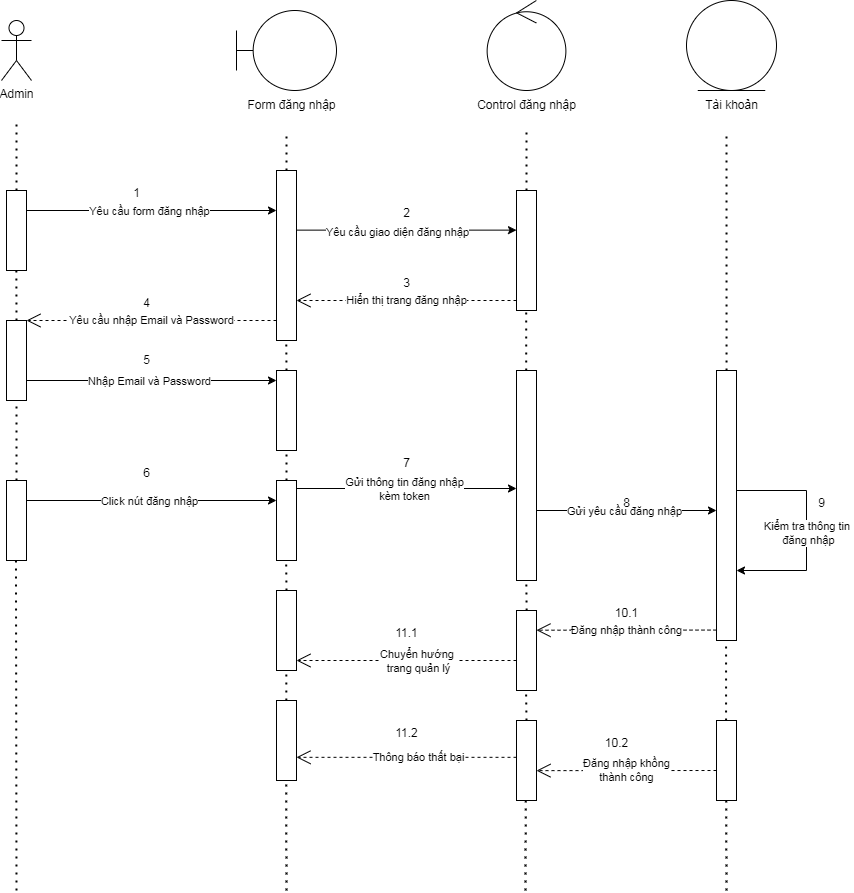 Admin
Form đăng nhập
Control đăng nhập
Tài khoản
1
Yêu cầu form đăng nhập
2
Yêu cầu giao diện đăng nhập
3
Hiển thị trang đăng nhập
4
Yêu cầu nhập Email và Password
5
Nhập Email và Password
6
Click nút đăng nhập
7
Gửi thông tin đăng nhập
kèm token
8
Gửi yêu cầu đăng nhập
9
Kiểm tra thông tin
đăng nhập
10.1
Đăng nhập thành công
11.1
Chuyển hướng
trang quản lý
11.2
Thông báo thất bại
10.2
Đăng nhập không
thành công